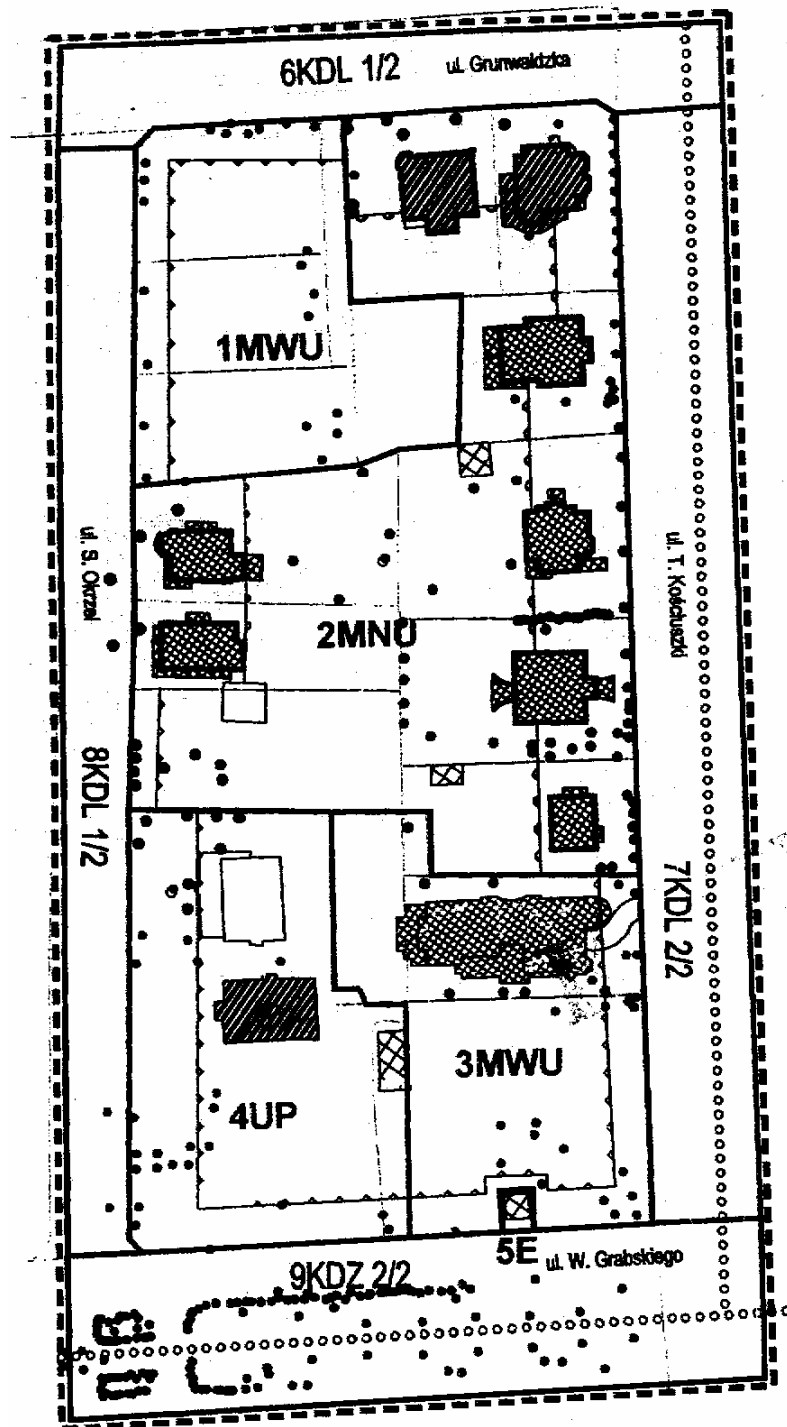 6KDL 1/2
ul. Grunwaldzka
1MWU
ul. S. Okrzei
2MNU
ul. T. Kościuszki
8KDL 1/2
7KDL 2/2
3MWU
4UP
5E
ul. W. Grabskiego
9KDZ 2/2